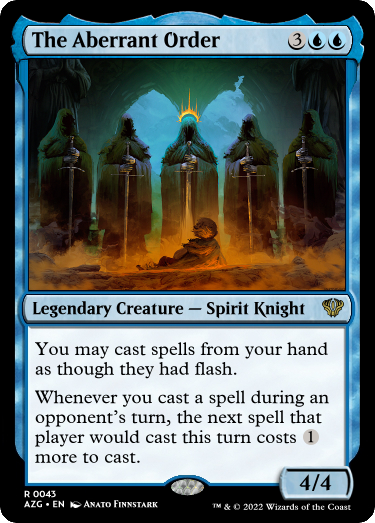 The Aberrant Order 3
Legendary Creature — Spirit Knight
You may cast spells from your hand
as though they had flash.
Whenever you cast a spell during an
opponent's turn, the next spell that
player would cast this turn costs 1
more to cast.
4/4
R 0043
AZG • EN Anato Finnstark
™ & © 2022 Wizards of the Coast